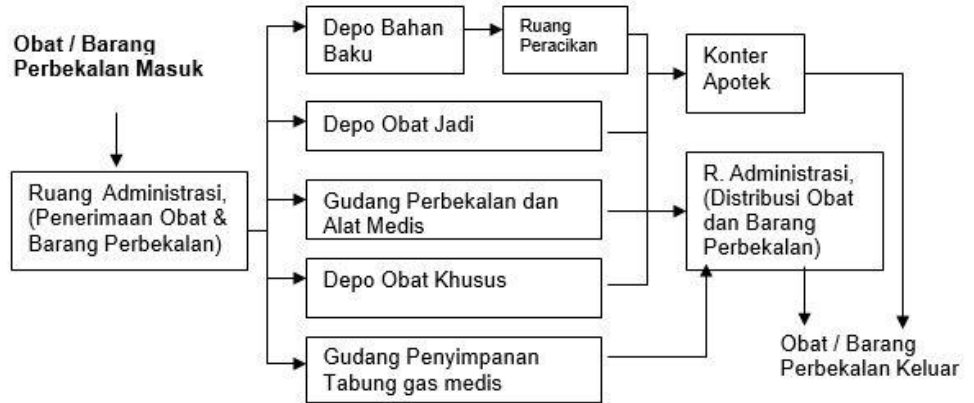 Obat / Barang
Perbekalan Masuk
Ruang Administrasi,
(Penerimaan Obat &
Barang Perbekalan)
Depo Bahan
Baku
Ruang
Peracikan
Depo Obat Jadi
Gudang Perbekalan dan
Alat Medis
Depo Obat Khusus
Gudang Penyimpanan
Tabung gas medis
Konter
Apotek
R. Administrasi,
(Distribusi Obat
dan Barang
Perbekalan)
Obat / Barang
Perbekalan Keluar